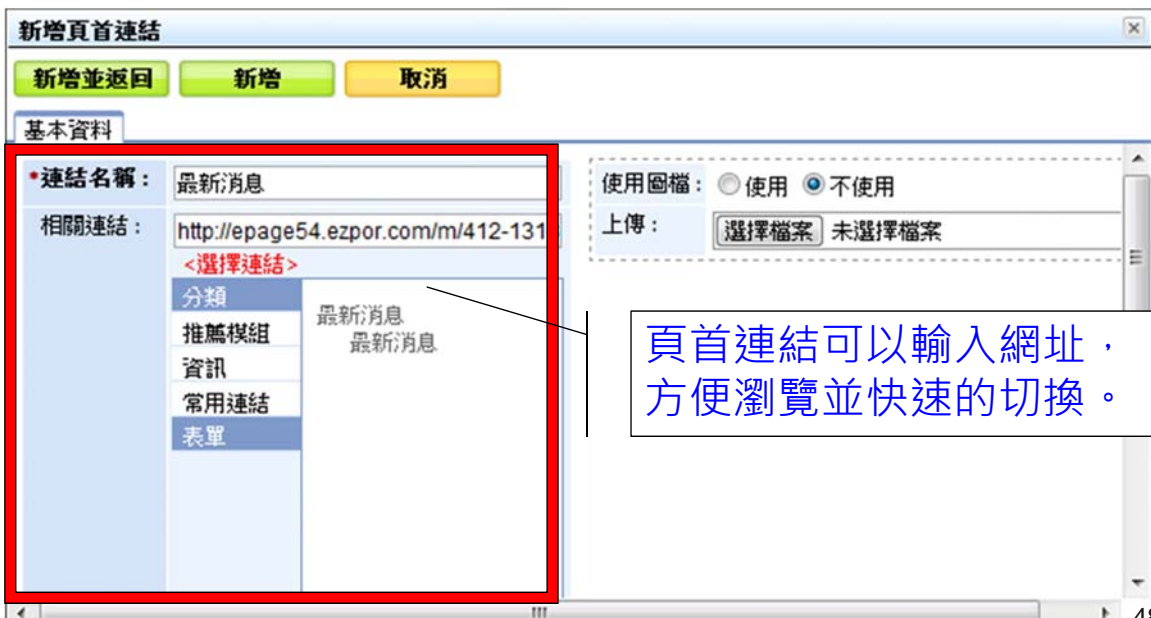 新增頁首連結
新增並返回 新增 取消
基本資料
*連結名稱： 最新消息
使用圖檔： 使用 不使用
相關連結： http://epage54.ezpor.com/m/412-131
上傳： 選擇檔案 未選擇檔案
<選擇連結>
分類
最新消息
推薦模組
最新消息
資訊
常用連結
表單
頁首連結可以輸入網址，
方便瀏覽並快速的切換。